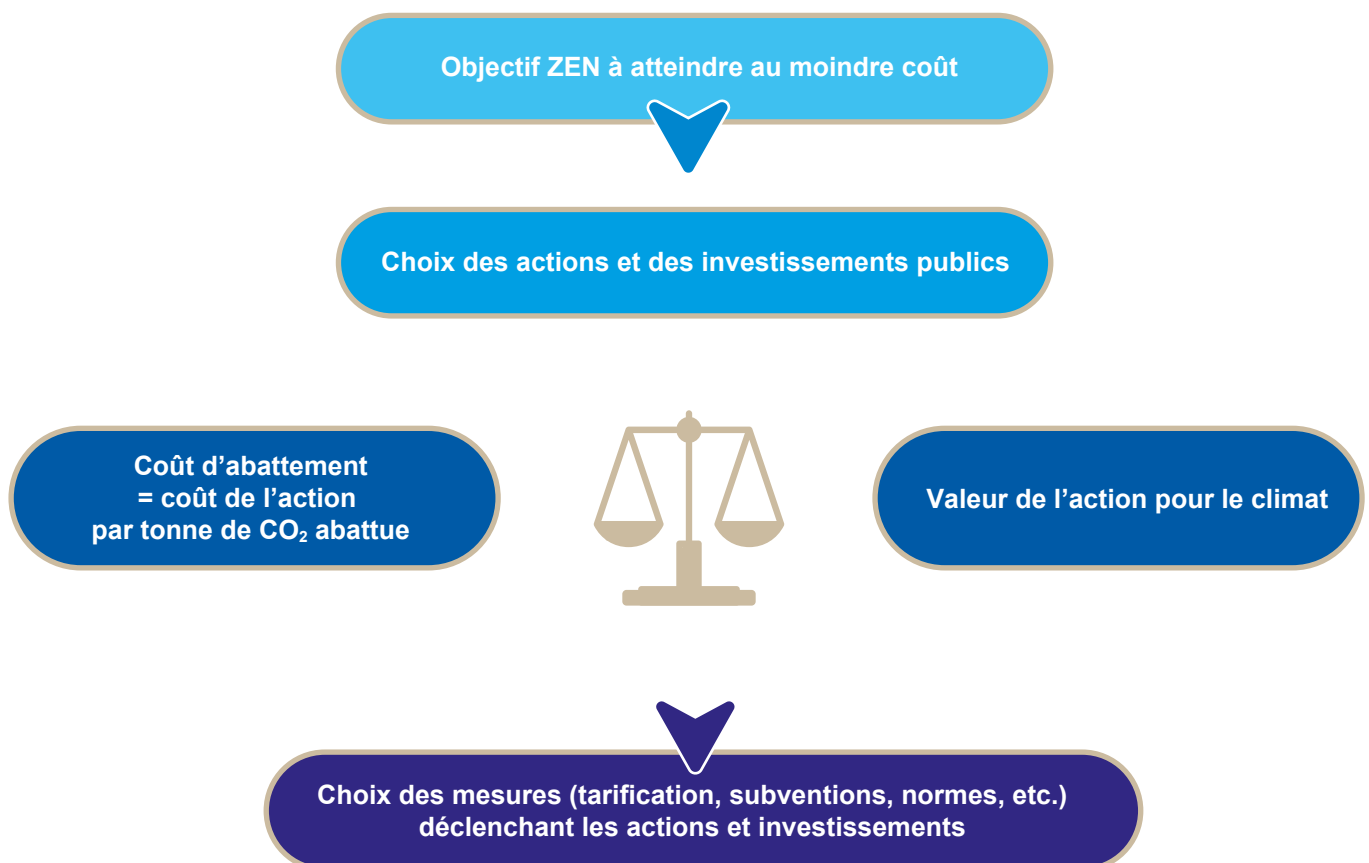 Objectif ZEN à atteindre au moindre coût
Choix des actions et des investissements publics
Coût d’abattement
= coût de l’action
par tonne de CO₂ abattue
Valeur de l’action pour le climat
Choix des mesures (tarification, subventions, normes, etc.)
déclenchant les actions et investissements